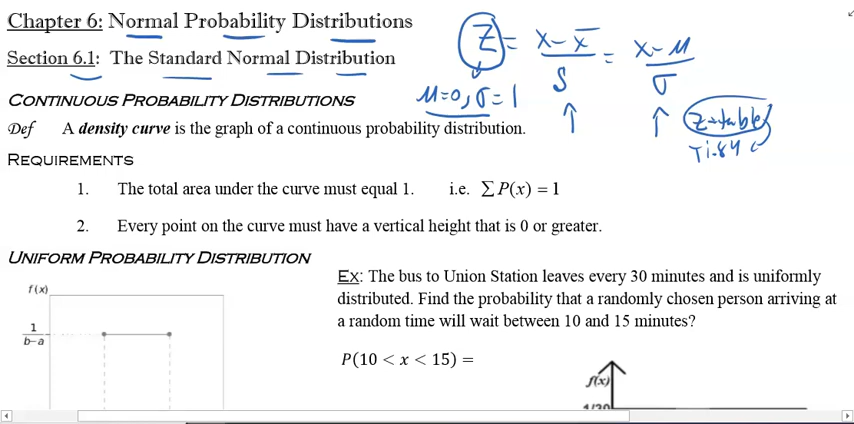 Chapter 6: Normal Probability Distributions
Section 6.1: The Standard Normal Distribution
Z = x - x̄ / S = x - μ / σ
μ=0, σ=1
Z-table
Ti-84
CONTINUOUS PROBABILITY DISTRIBUTIONS
Def A density curve is the graph of a continuous probability distribution.
REQUIREMENTS
1. The total area under the curve must equal 1. i.e. ∑P(x) = 1
2. Every point on the curve must have a vertical height that is 0 or greater.
UNIFORM PROBABILITY DISTRIBUTION
f(x)
1
b-a
Ex: The bus to Union Station leaves every 30 minutes and is uniformly
distributed. Find the probability that a randomly chosen person arriving at
a random time will wait between 10 and 15 minutes?
P(10 < x < 15) =
f(x)
1/30